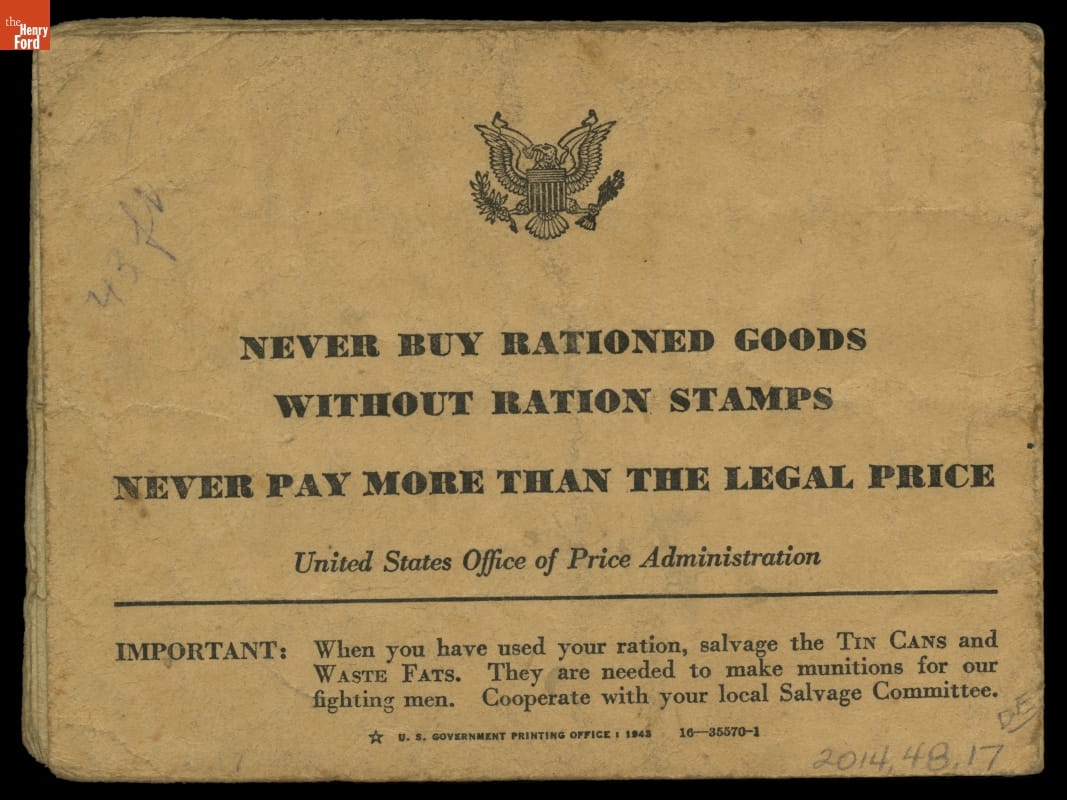 the
Henry
Ford
NEVER BUY RATIONED GOODS
WITHOUT RATION STAMPS
NEVER PAY MORE THAN THE LEGAL PRICE
United States Office of Price Administration
IMPORTANT: When you have used your ration, salvage the TIN CANS and
WASTE FATS. They are needed to make munitions for our
fighting men. Cooperate with your local Salvage Committee.
☆ U. S. GOVERNMENT PRINTING OFFICE : 1943 16—35570-1
DE
2014.48.17